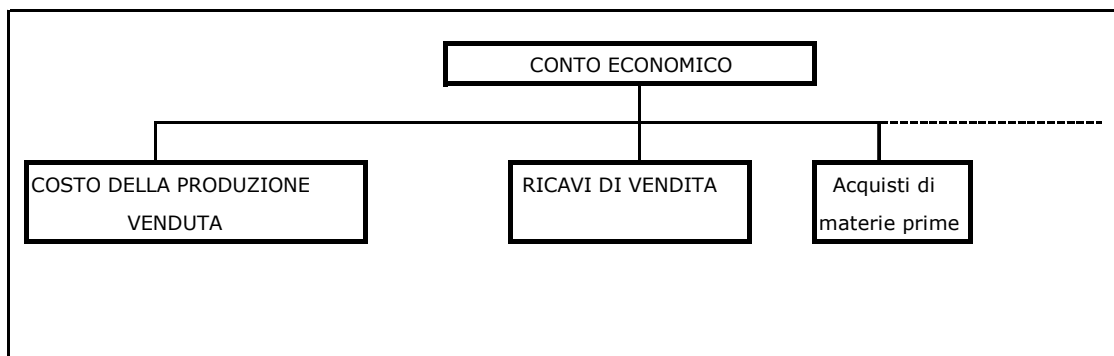 CONTO ECONOMICO
COSTO DELLA PRODUZIONE
VENDUTA
RICAVI DI VENDITA
Acquisti di
materie prime